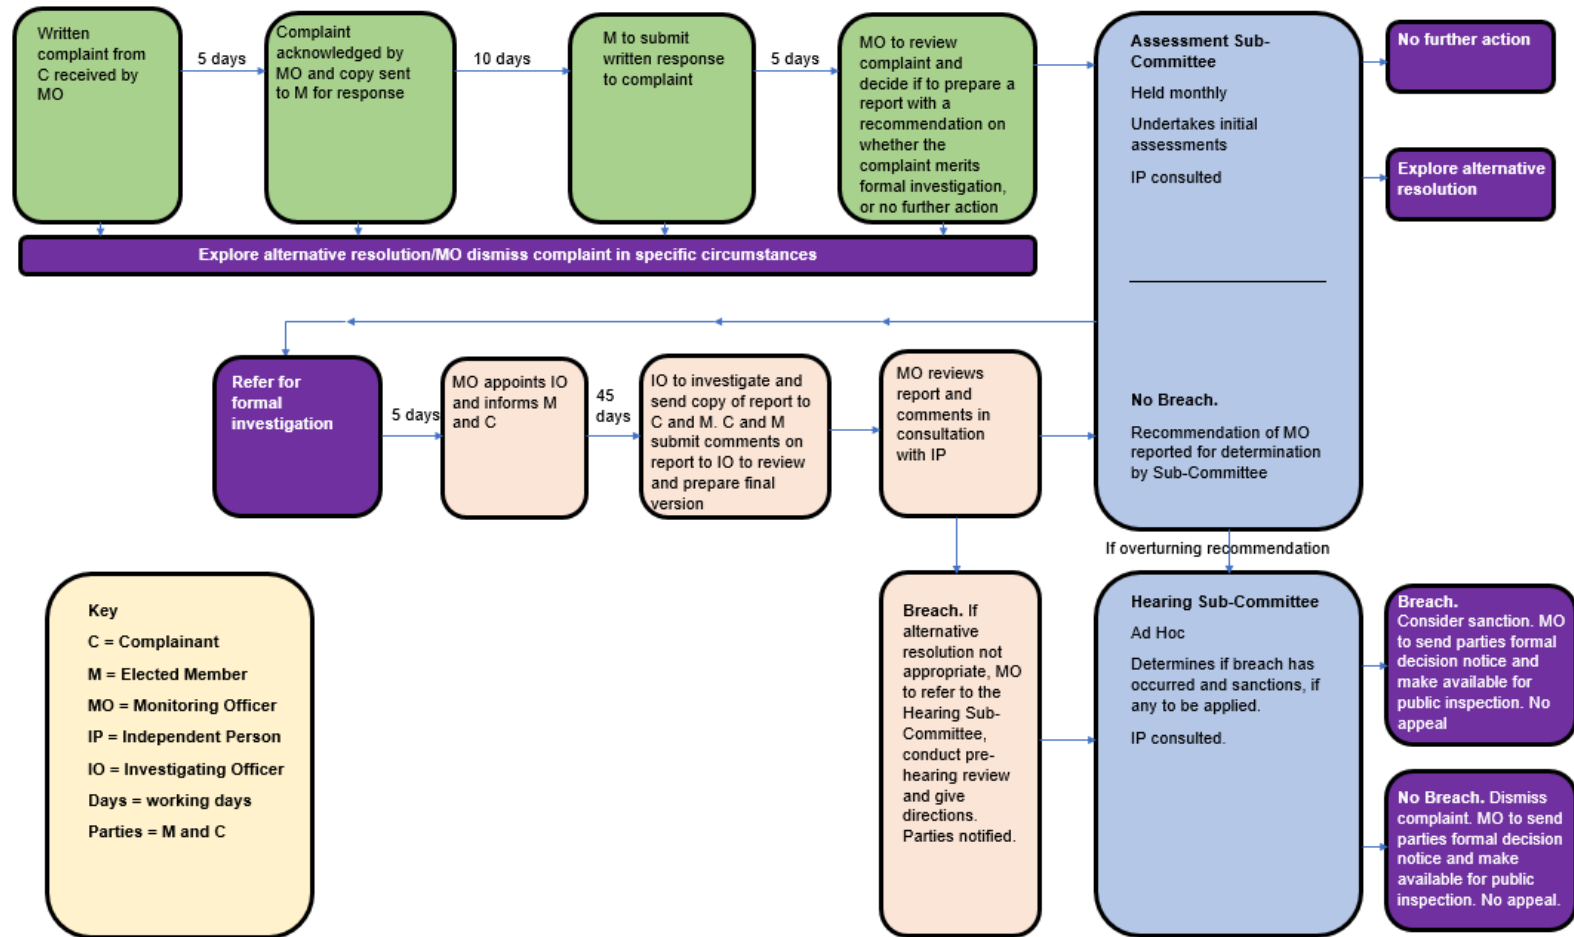 Written
complaint from
C received by
MO
5 days
Complaint
acknowledged by
MO and copy sent
to M for response
10 days
M to submit
written response
to complaint
5 days
MO to review
complaint and
decide if to prepare a
report with a
recommendation on
whether the
complaint merits
formal investigation,
or no further action
Explore alternative resolution/MO dismiss complaint in specific circumstances
Assessment Sub-
Committee
Held monthly
Undertakes initial
assessments
IP consulted
No further action
Explore alternative
resolution
Refer for
formal
investigation
5 days
MO appoints IO
and informs M
and C
45
days
IO to investigate and
send copy of report to
C and M. C and M
submit comments on
report to IO to review
and prepare final
version
MO reviews
report and
comments in
consultation
with IP
No Breach.
Recommendation of MO
reported for determination
by Sub-Committee
If overturning recommendation
Key
C = Complainant
M = Elected Member
MO = Monitoring Officer
IP = Independent Person
IO = Investigating Officer
Days = working days
Parties = M and C
Breach. If
alternative
resolution not
appropriate, MO
to refer to the
Hearing Sub-
Committee,
conduct pre-
hearing review
and give
directions.
Parties notified.
Hearing Sub-Committee
Ad Hoc
Determines if breach has
occurred and sanctions, if
any to be applied.
IP consulted.
Breach.
Consider sanction. MO
to send parties formal
decision notice and
make available for
public inspection. No
appeal
No Breach. Dismiss
complaint. MO to send
parties formal decision
notice and make
available for public
inspection. No appeal.